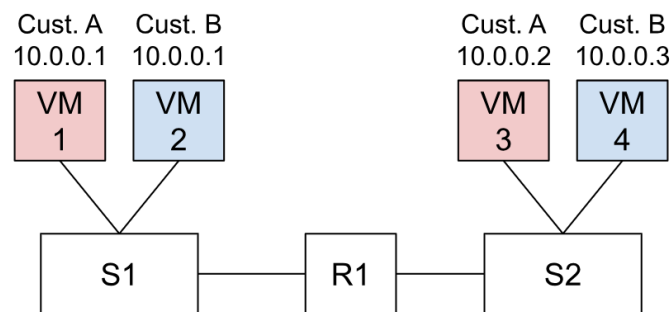 Cust. A Cust. B Cust. A Cust. B
10.0.0.1 10.0.0.1 10.0.0.2 10.0.0.3
VM VM VM VM
1 2 3 4
S1 R1 S2